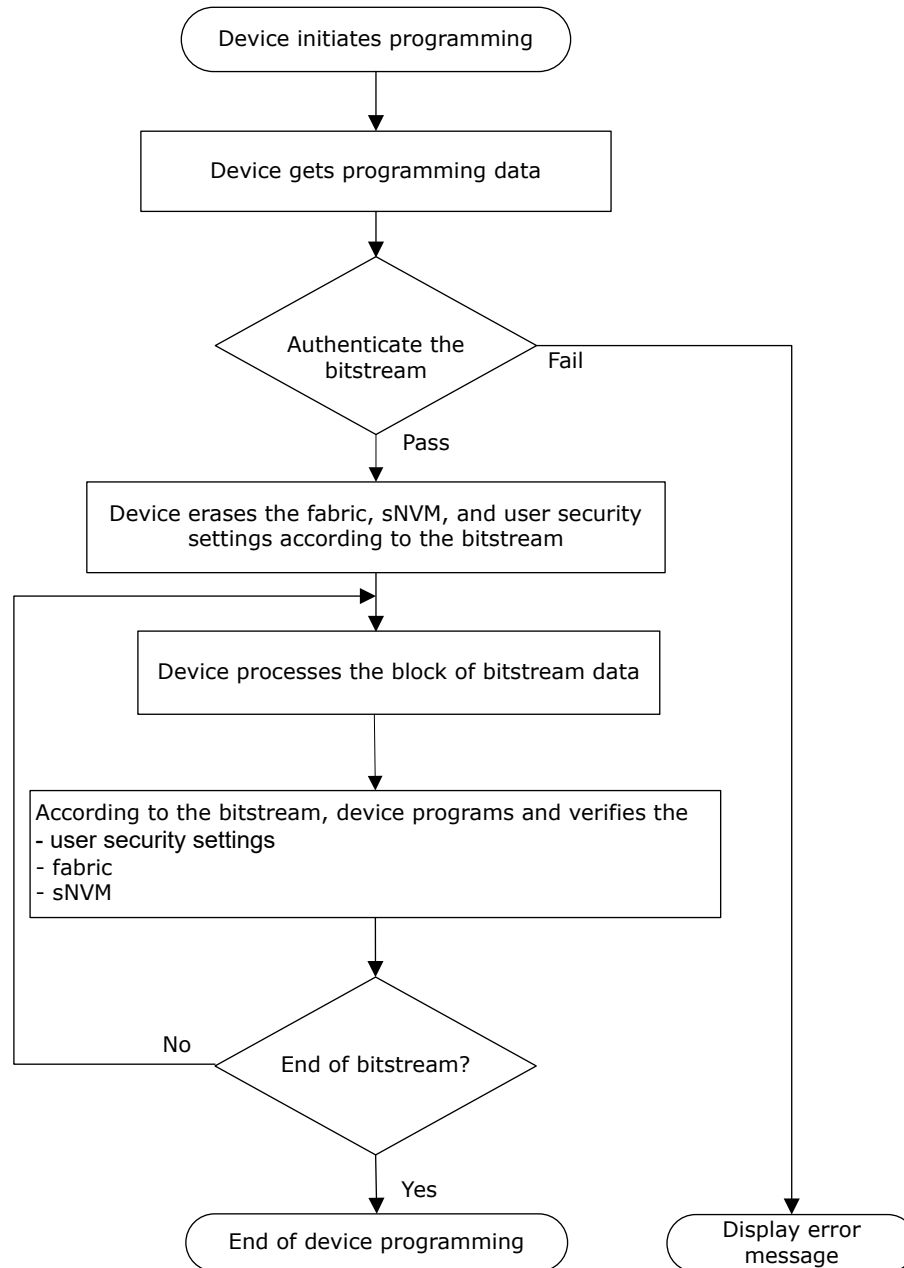 Device initiates programming
Device gets programming data
Authenticate the
bitstream
Fail
Pass
Device erases the fabric, sNVM, and user security
settings according to the bitstream
Device processes the block of bitstream data
According to the bitstream, device programs and verifies the
- user security settings
- fabric
- sNVM
No
End of bitstream?
Yes
End of device programming
Display error
message